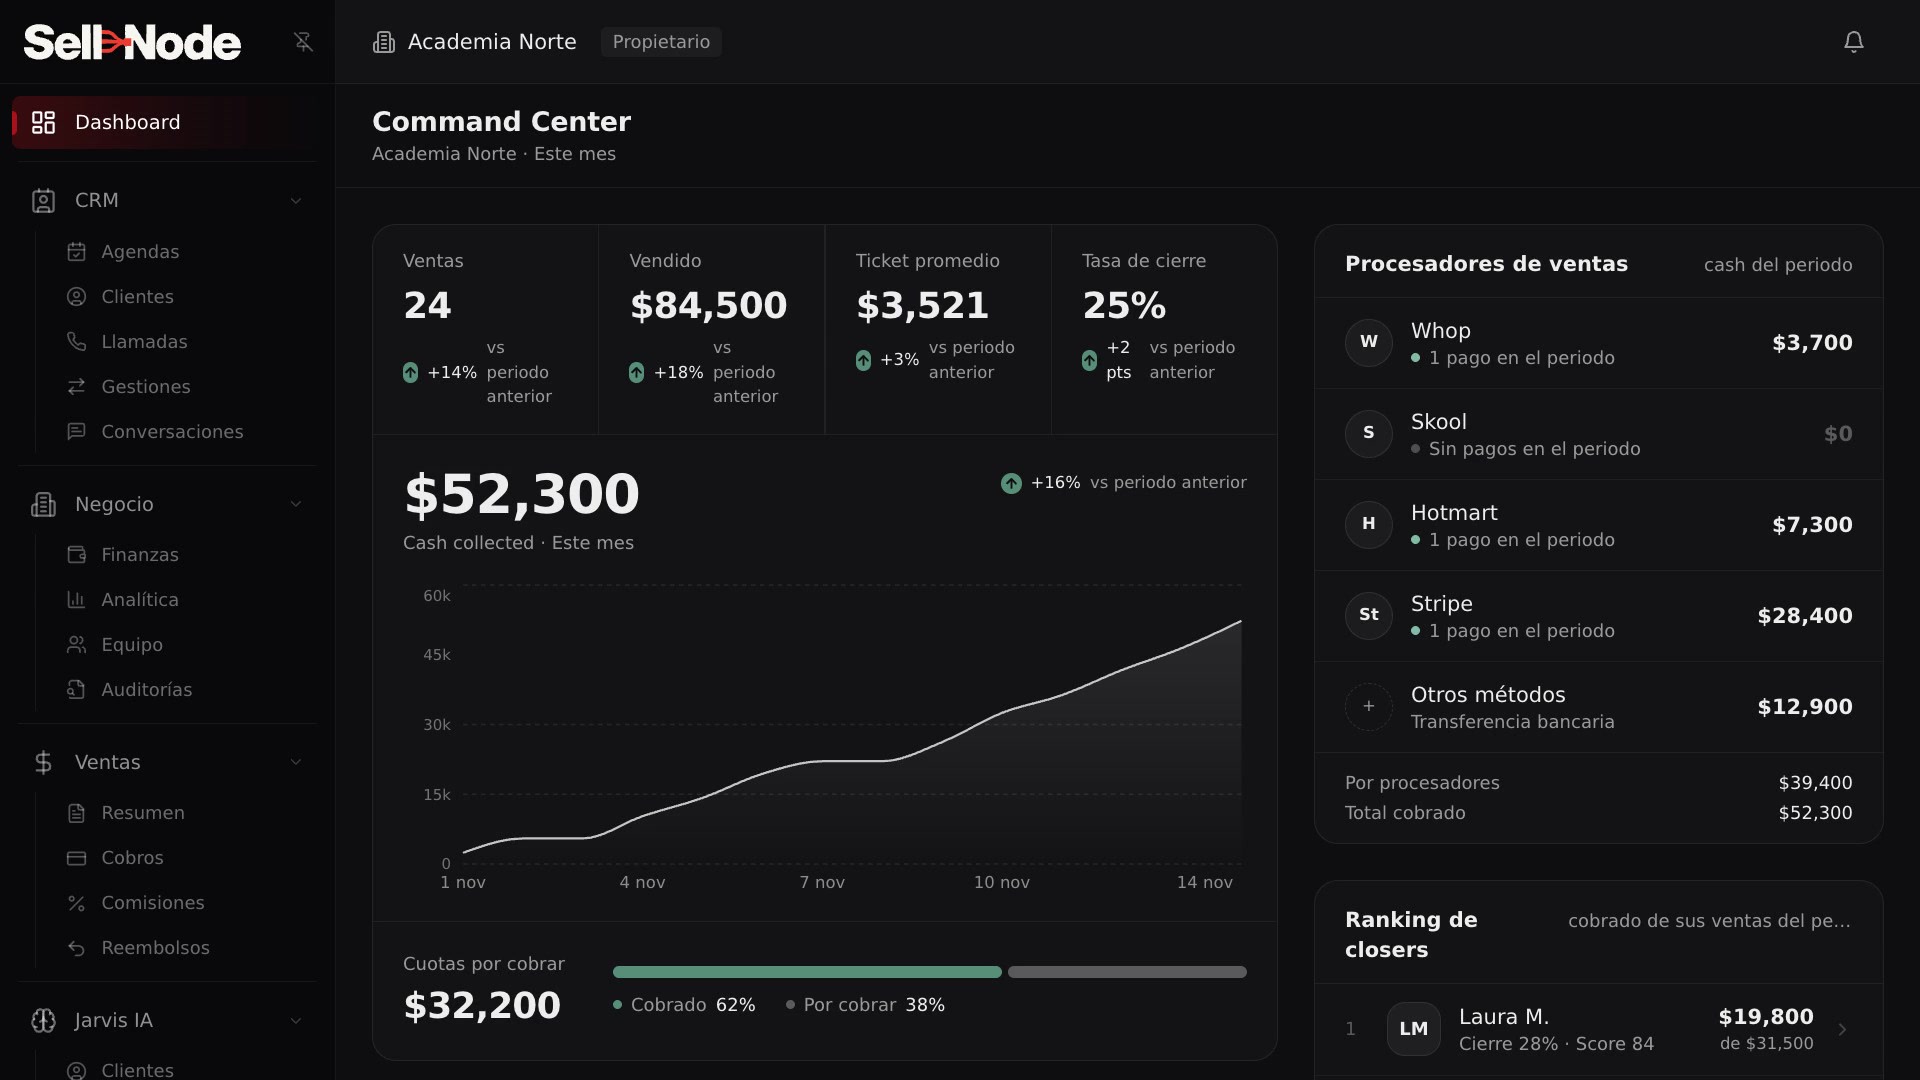 Sell Node
Academia Norte
Propietario
Dashboard
CRM
Agendas
Clientes
Llamadas
Gestiones
Conversaciones
Negocio
Finanzas
Analítica
Equipo
Auditorías
Ventas
Resumen
Cobros
Comisiones
Reembolsos
Jarvis IA
Clientes
Command Center
Academia Norte · Este mes
Ventas
24
+14% vs periodo anterior
Vendido
$84,500
+18% vs periodo anterior
Ticket promedio
$3,521
+3% vs periodo anterior
Tasa de cierre
25%
+2 pts vs periodo anterior
$52,300
+16% vs periodo anterior
Cash collected · Este mes
60k
45k
30k
15k
0
1 nov 4 nov 7 nov 10 nov 14 nov
Cuotas por cobrar
$32,200
Cobrado 62% Por cobrar 38%
Procesadores de ventas cash del periodo
W Whop $3,700
1 pago en el periodo
S Skool $0
Sin pagos en el periodo
H Hotmart $7,300
1 pago en el periodo
St Stripe $28,400
1 pago en el periodo
+ Otros métodos $12,900
Transferencia bancaria
Por procesadores $39,400
Total cobrado $52,300
Ranking de closers cobrado de sus ventas del pe...
1 LM Laura M. $19,800
Cierre 28% · Score 84 de $31,500